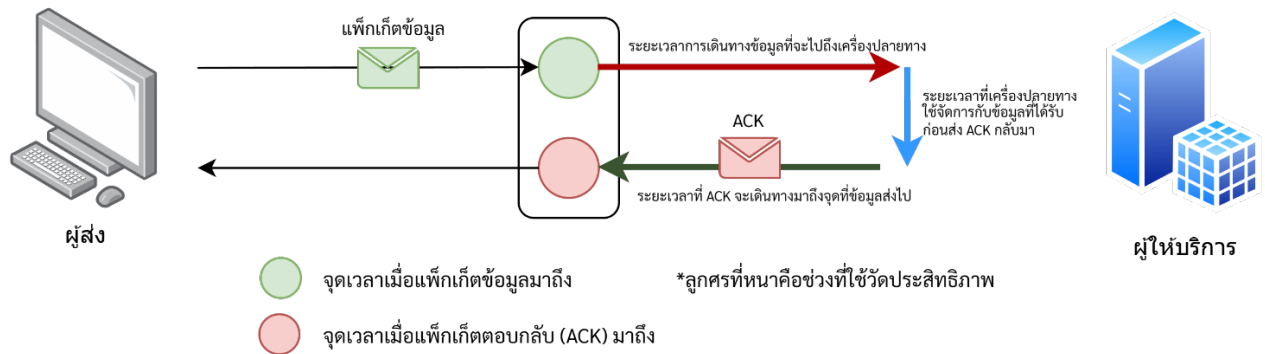 แพ็กเก็ตข้อมูล
ระยะเวลาการเดินทางข้อมูลที่จะไปถึงเครื่องปลายทาง
ระยะเวลาที่เครื่องปลายทาง
ใช้จัดการกับข้อมูลที่ได้รับ
ก่อนส่ง ACK กลับมา
ACK
ระยะเวลาที่ ACK จะเดินทางมาถึงจุดที่ข้อมูลส่งไป
ผู้ส่ง
ผู้ให้บริการ
จุดเวลาเมื่อแพ็กเก็ตข้อมูลมาถึง
*ลูกศรที่หนาคือช่วงที่ใช้วัดประสิทธิภาพ
จุดเวลาเมื่อแพ็กเก็ตตอบกลับ (ACK) มาถึง